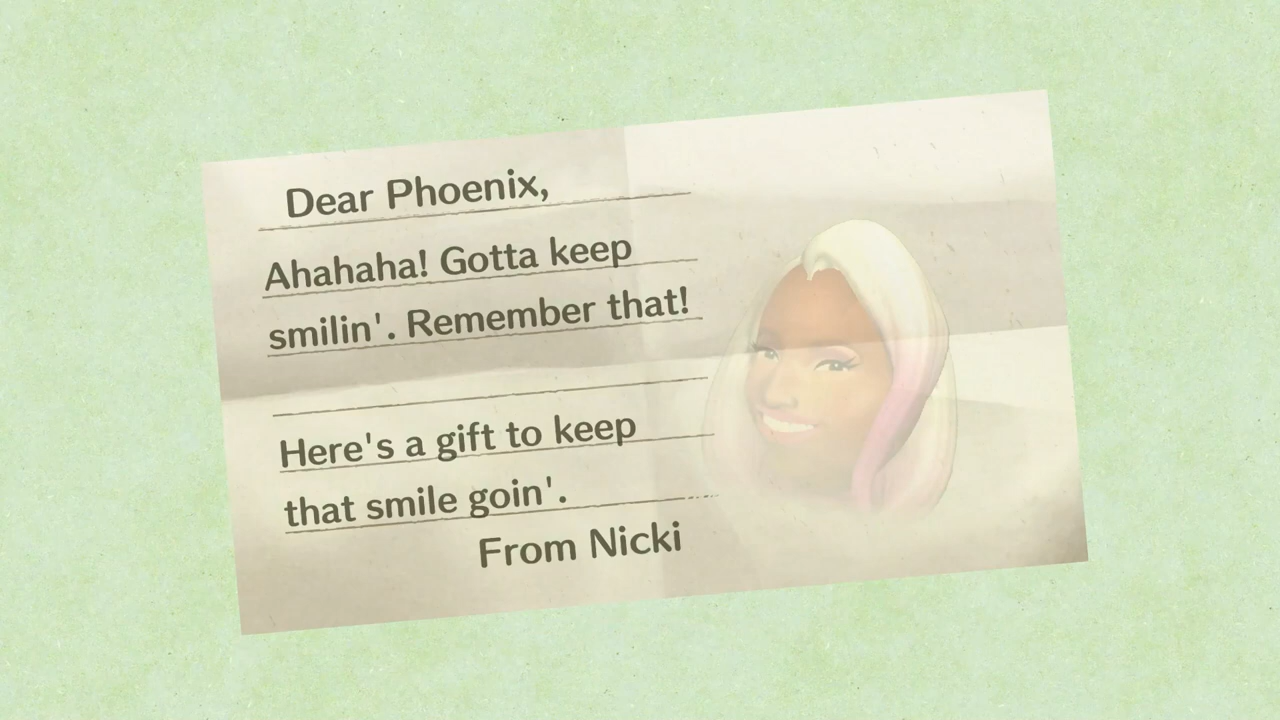 Dear Phoenix,
Ahahaha! Gotta keep
smilin'. Remember that!
Here's a gift to keep
that smile goin'.
From Nicki